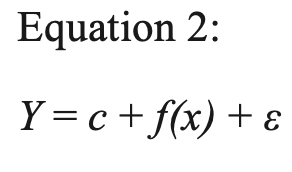 Equation 2:
Y = c + f(x) + ε